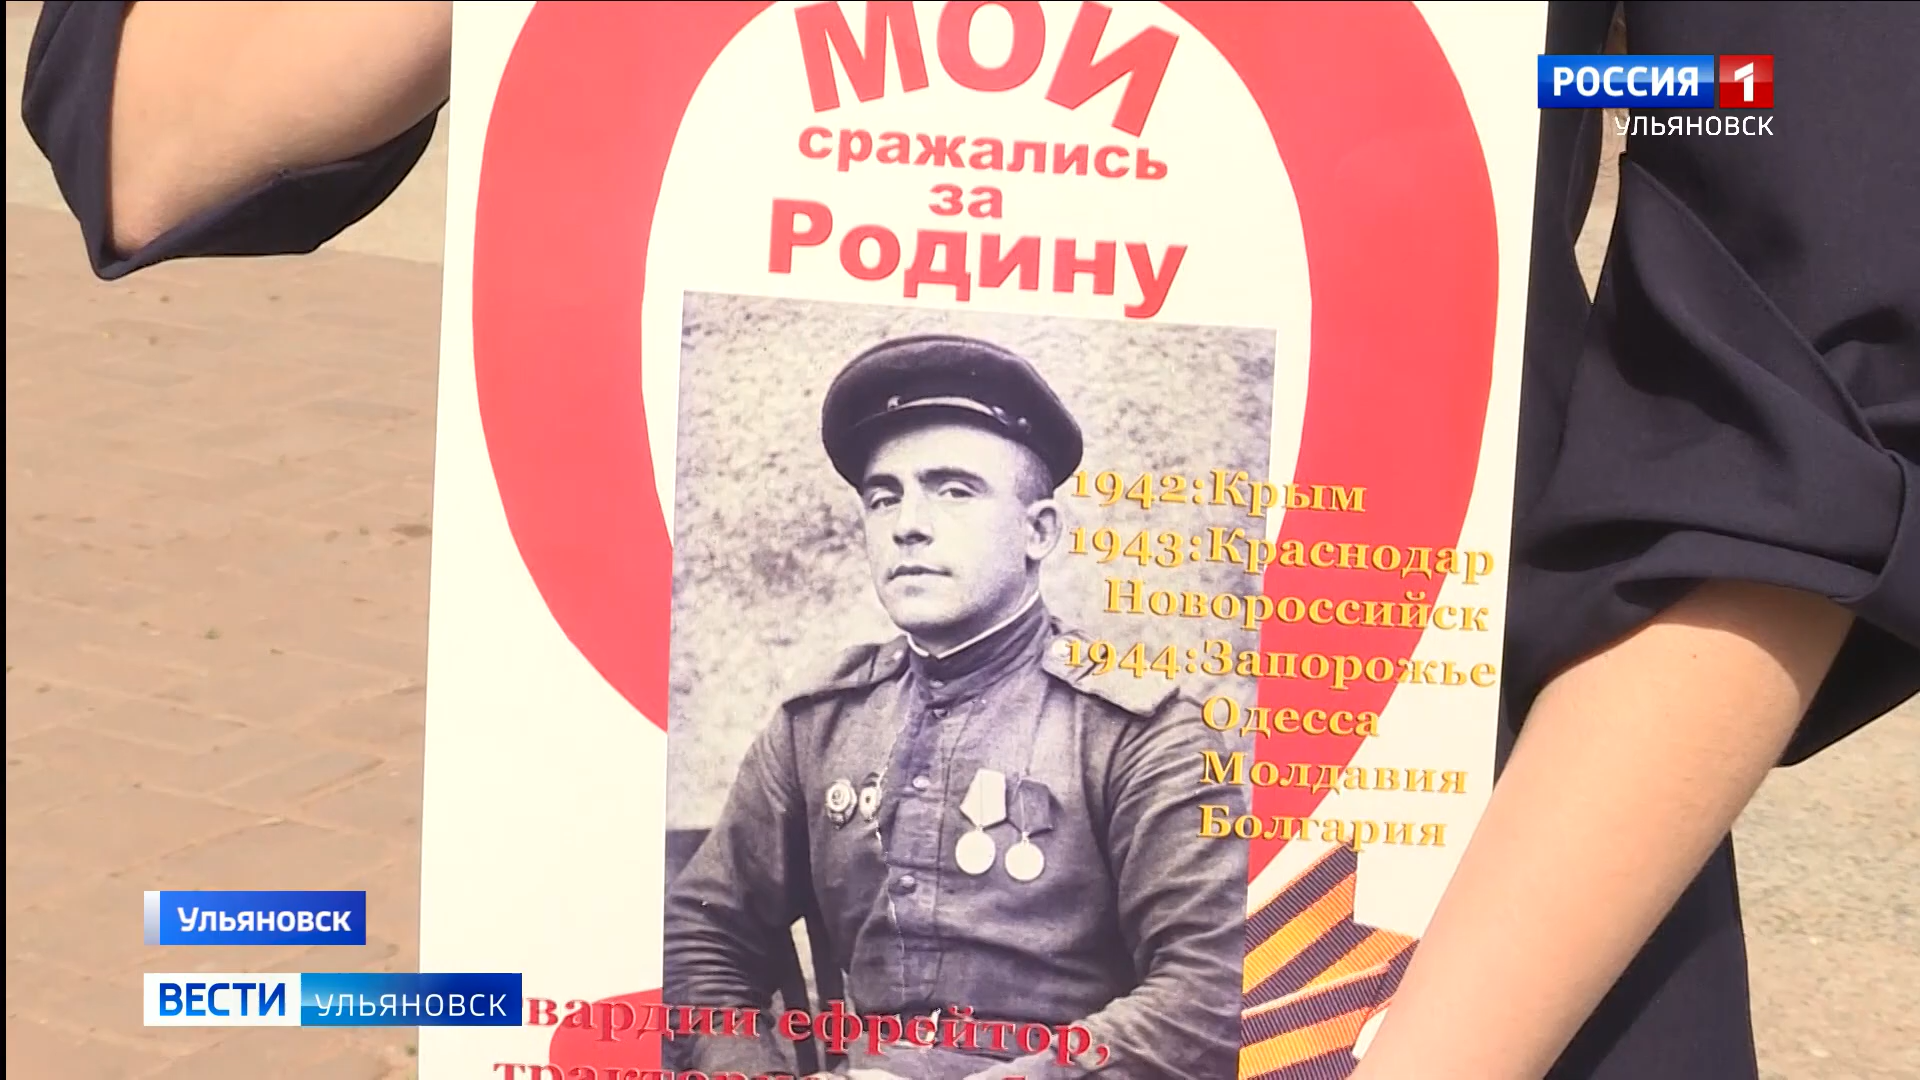 МОИ
сражались
за
Родину
РОССИЯ 1
УЛЬЯНОВСК
1942:Крым
1943:Краснодар
Новороссийск
1944:Запорожье
Одесса
Молдавия
Болгария
Ульяновск
ВЕСТИ УЛЬЯНОВСК
вардии ефрейтор,